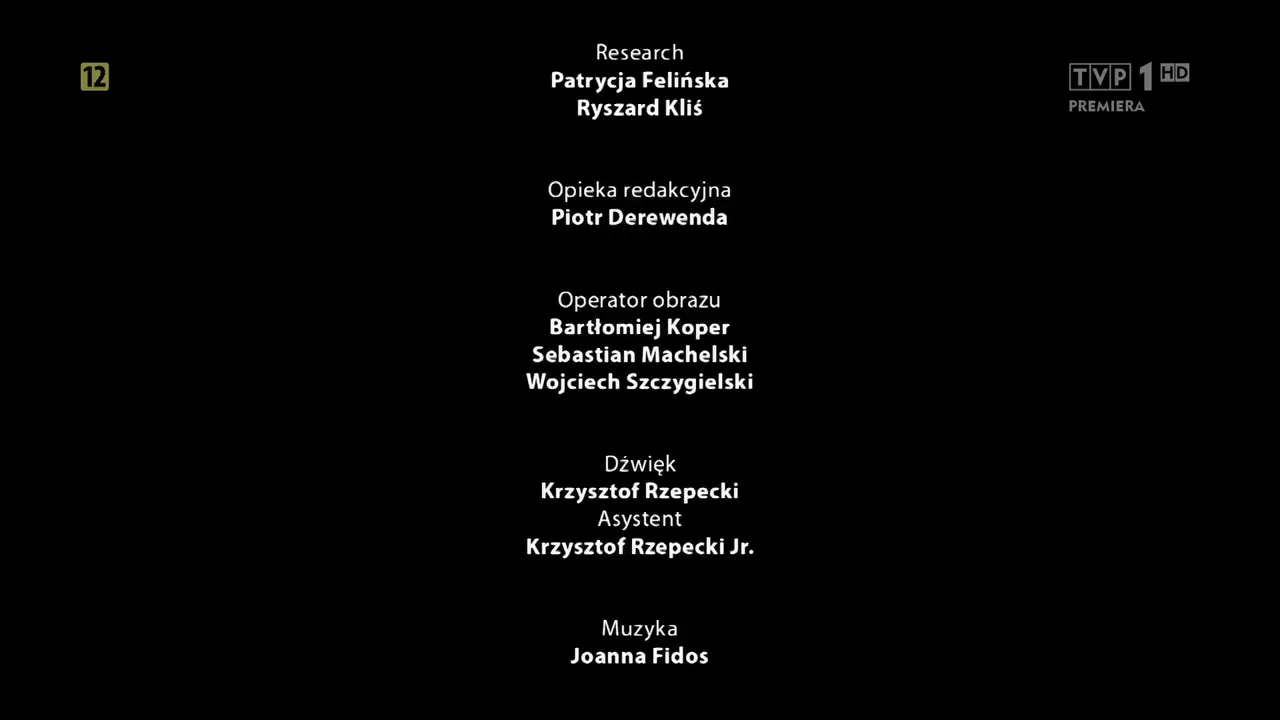 12
TVP 1 HD
PREMIERA
Research
Patrycja Felińska
Ryszard Kliś
Opieka redakcyjna
Piotr Derewenda
Operator obrazu
Bartłomiej Koper
Sebastian Machelski
Wojciech Szczygielski
Dźwięk
Krzysztof Rzepecki
Asystent
Krzysztof Rzepecki Jr.
Muzyka
Joanna Fidos